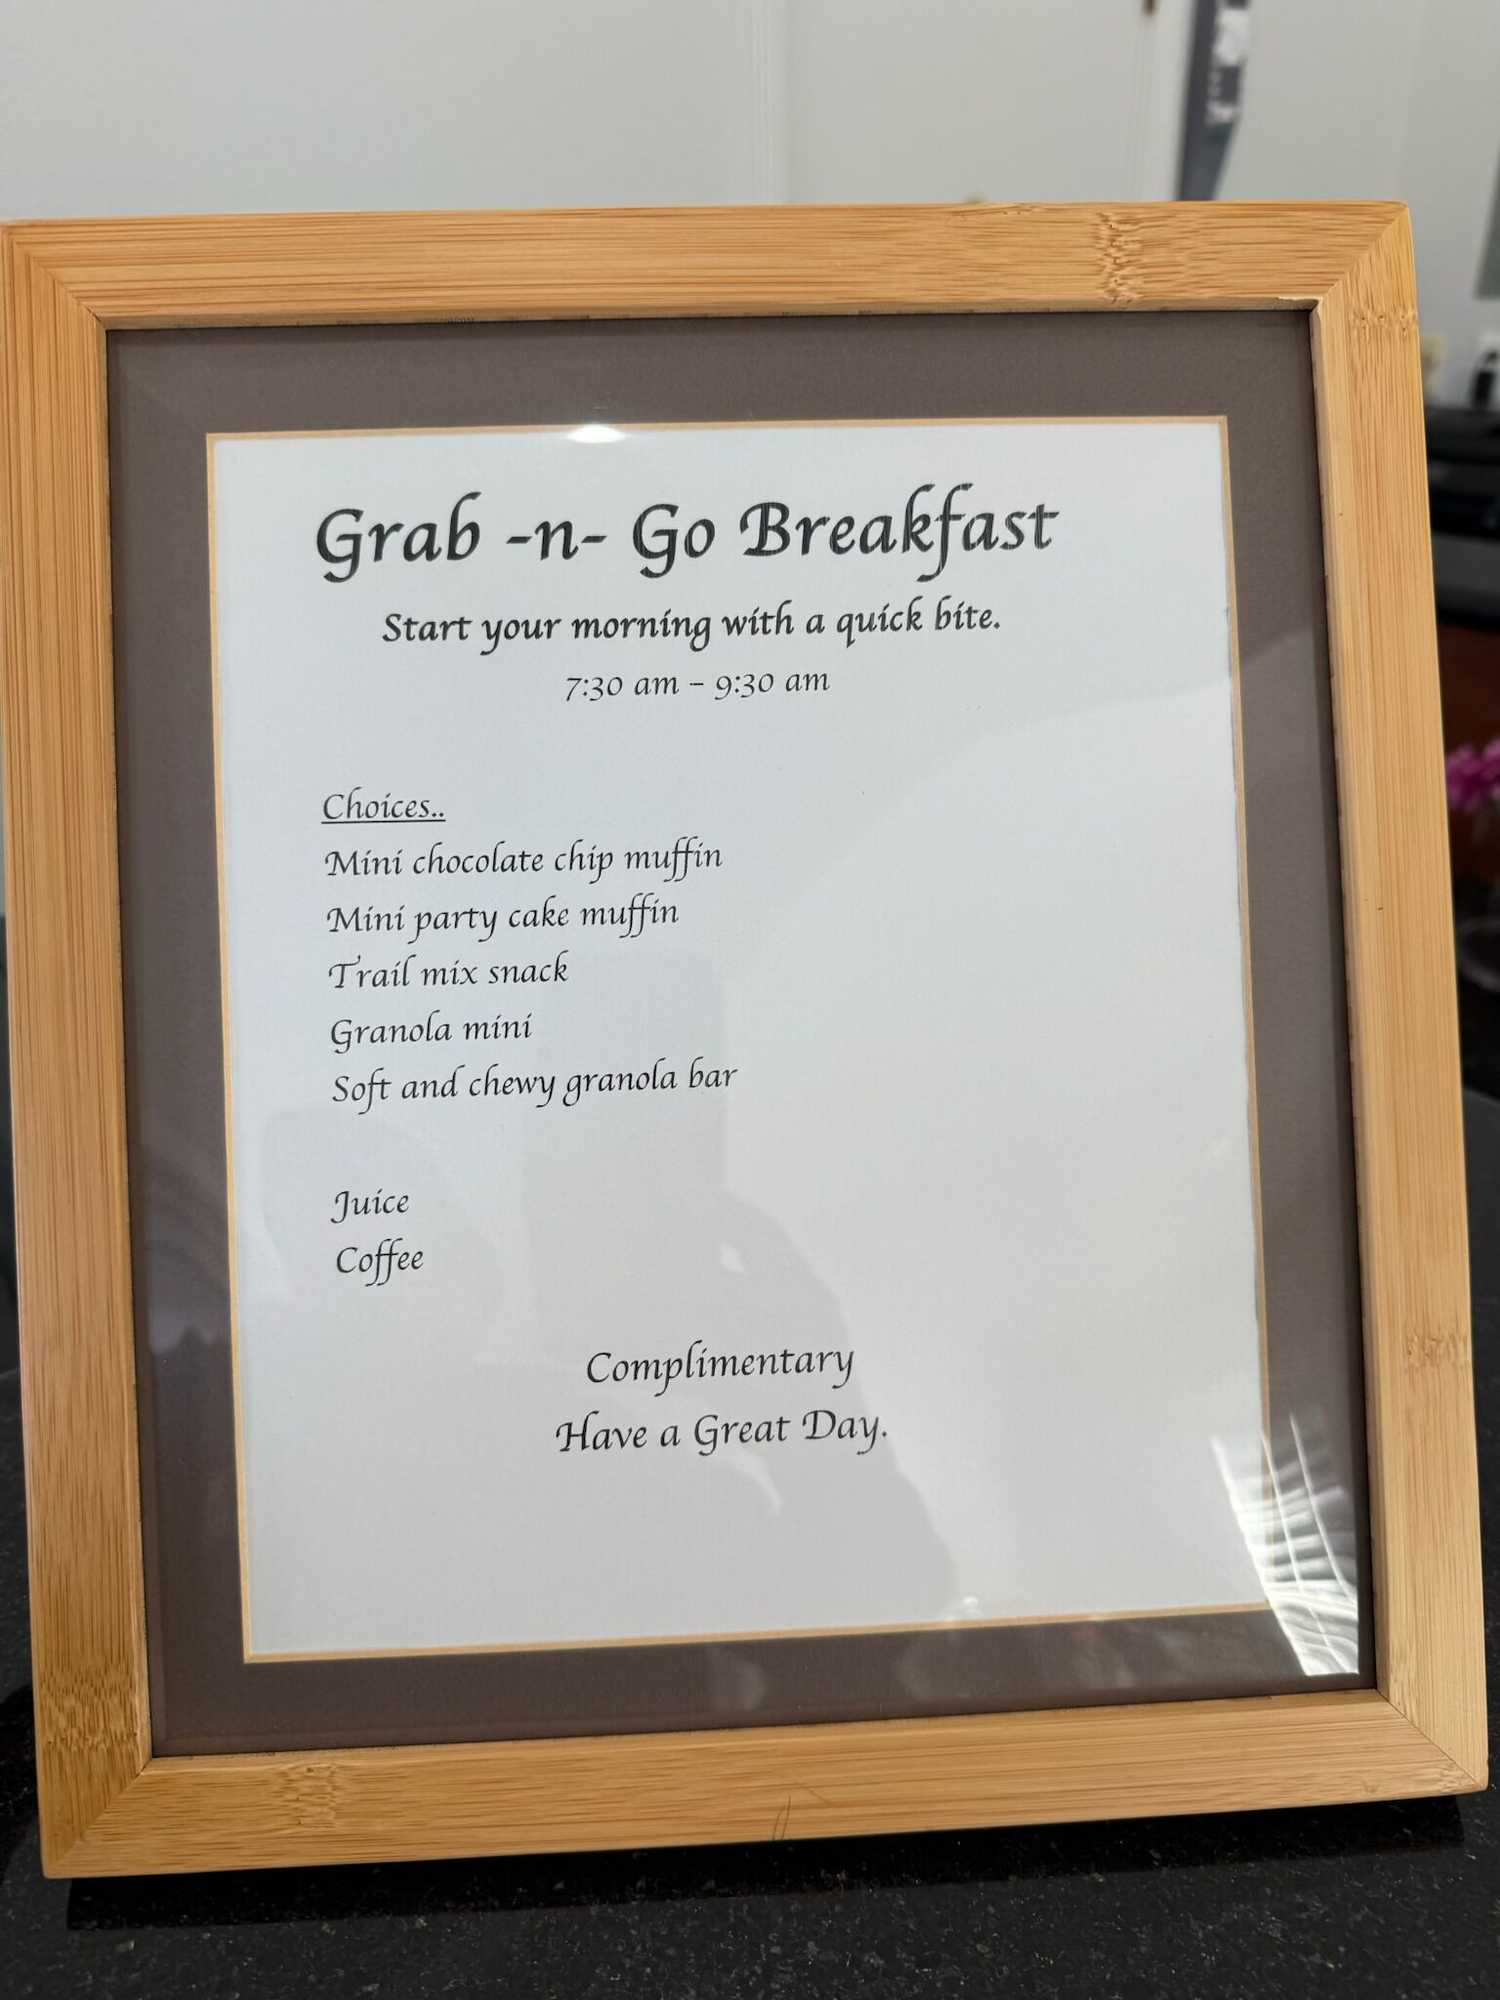 Grab -n- Go Breakfast
Start your morning with a quick bite.
7:30 am – 9:30 am
Choices..
Mini chocolate chip muffin
Mini party cake muffin
Trail mix snack
Granola mini
Soft and chewy granola bar
Juice
Coffee
Complimentary
Have a Great Day.